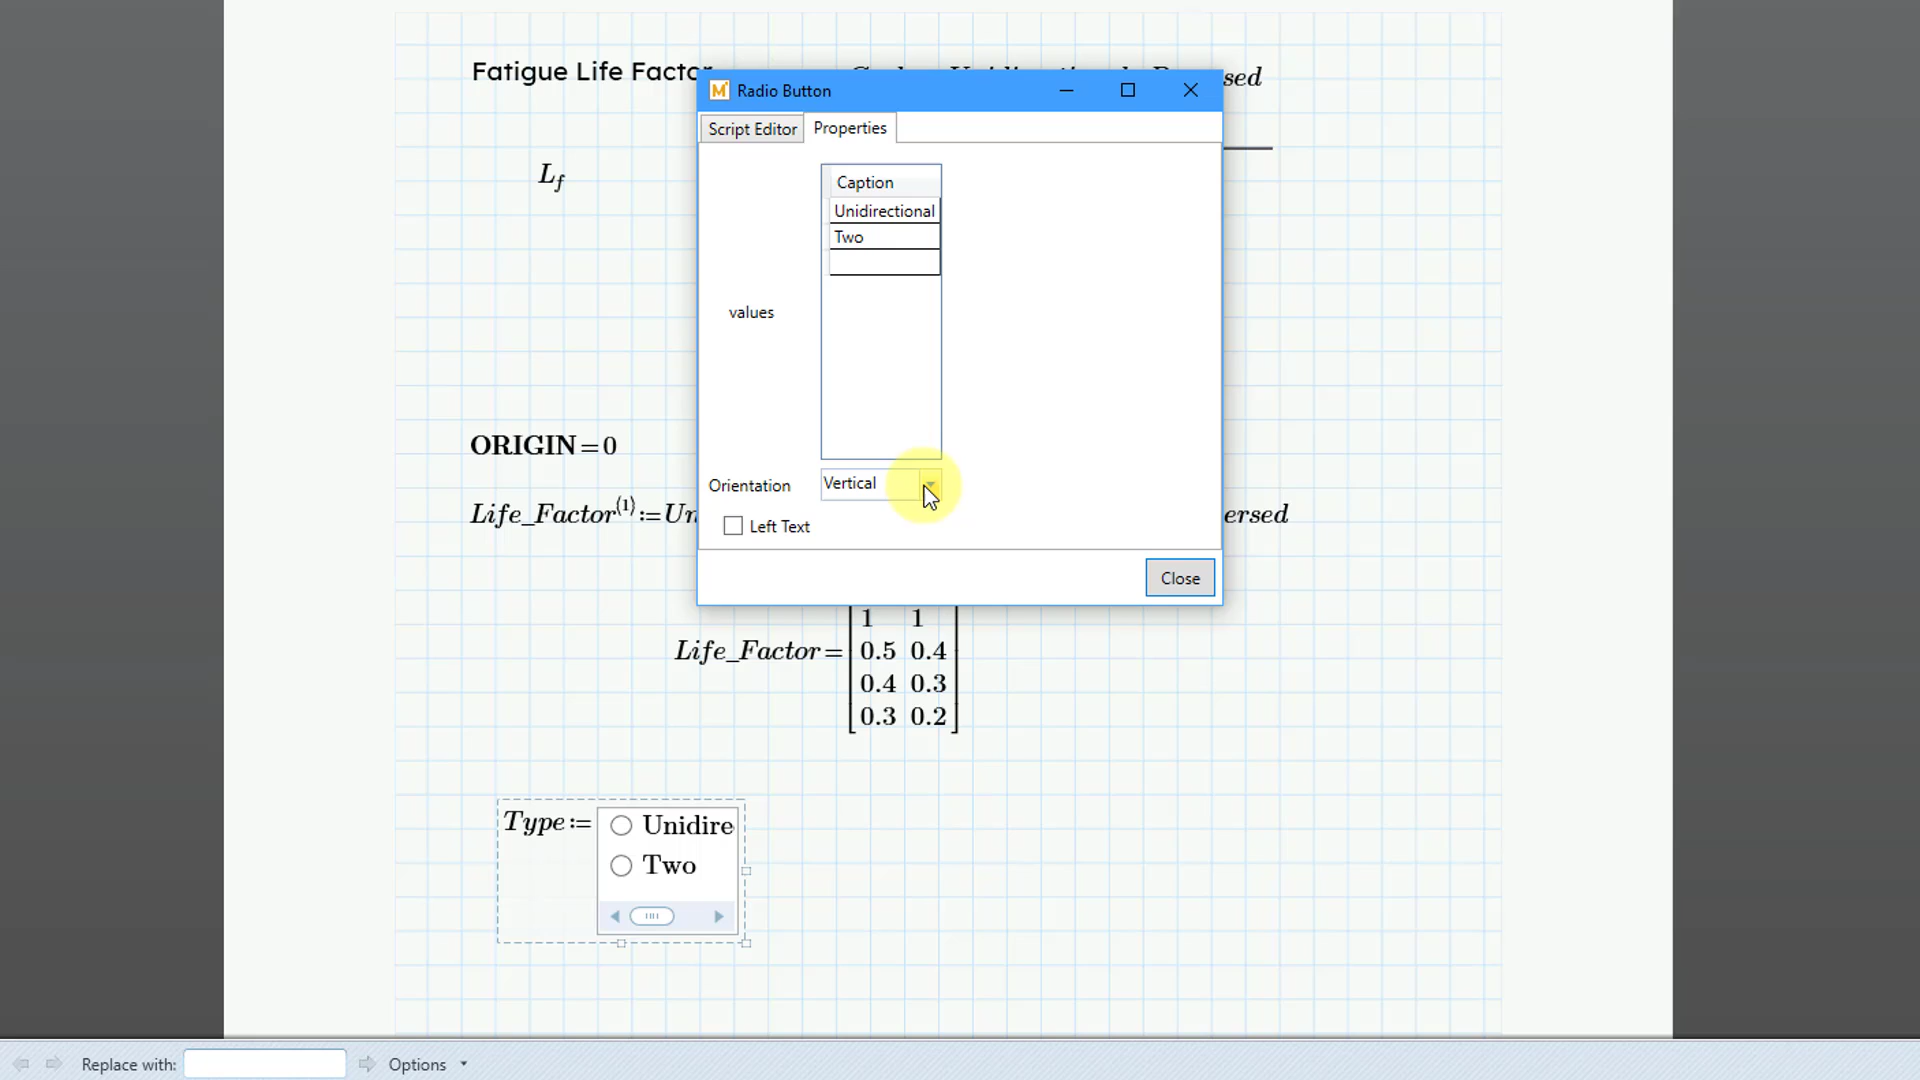 Fatigue Life Factor
sed
M Radio Button
Script Editor Properties
L_f
Caption
Unidirectional
Two
values
Orientation Vertical
Left Text
Close
ORIGIN=0
Life_Factor⟨1⟩:=Un
ersed
Life_Factor=
1 1
0.5 0.4
0.4 0.3
0.3 0.2
Type:= Unidire
Two
Replace with: Options